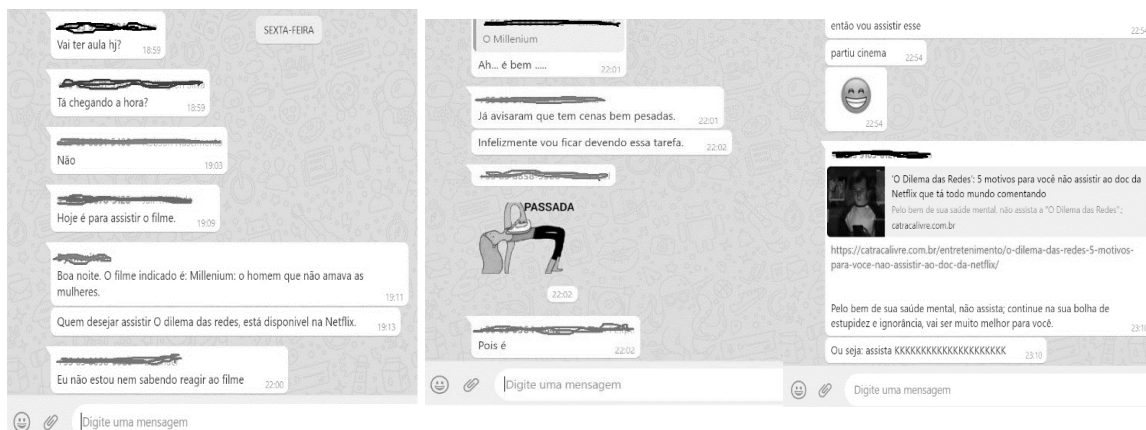 SEXTA-FEIRA
Vai ter aula hj?
18:59
Tá chegando a hora?
18:59
Não
19:03
Hoje é para assistir o filme.
19:09
Boa noite. O filme indicado é: Millenium: o homem que não amava as
mulheres.
19:11
Quem desejar assistir O dilema das redes, está disponivel na Netflix.
19:13
Eu não estou nem sabendo reagir ao filme
22:00
Digite uma mensagem
O Millenium
Ah... é bem .....
22:01
Já avisaram que tem cenas bem pesadas.
22:01
Infelizmente vou ficar devendo essa tarefa.
22:02
PASSADA
22:02
Pois é
22:02
Digite uma mensagem
então vou assistir esse
22:54
partiu cinema
22:54
22:54
'O Dilema das Redes': 5 motivos para você não assistir ao doc da
Netflix que tá todo mundo comentando
Pelo bem de sua saúde mental, não assista a "O Dilema das Redes";
catracalivre.com.br
https://catracalivre.com.br/entretenimento/o-dilema-das-redes-5-motivos-
para-voce-nao-assistir-ao-doc-da-netflix/
Pelo bem de sua saúde mental, não assista; continue na sua bolha de
estupidez e ignorância, vai ser muito melhor para você.
23:10
Ou seja: assista KKKKKKKKKKKKKKKKKKKKK
23:10
Digite uma mensagem